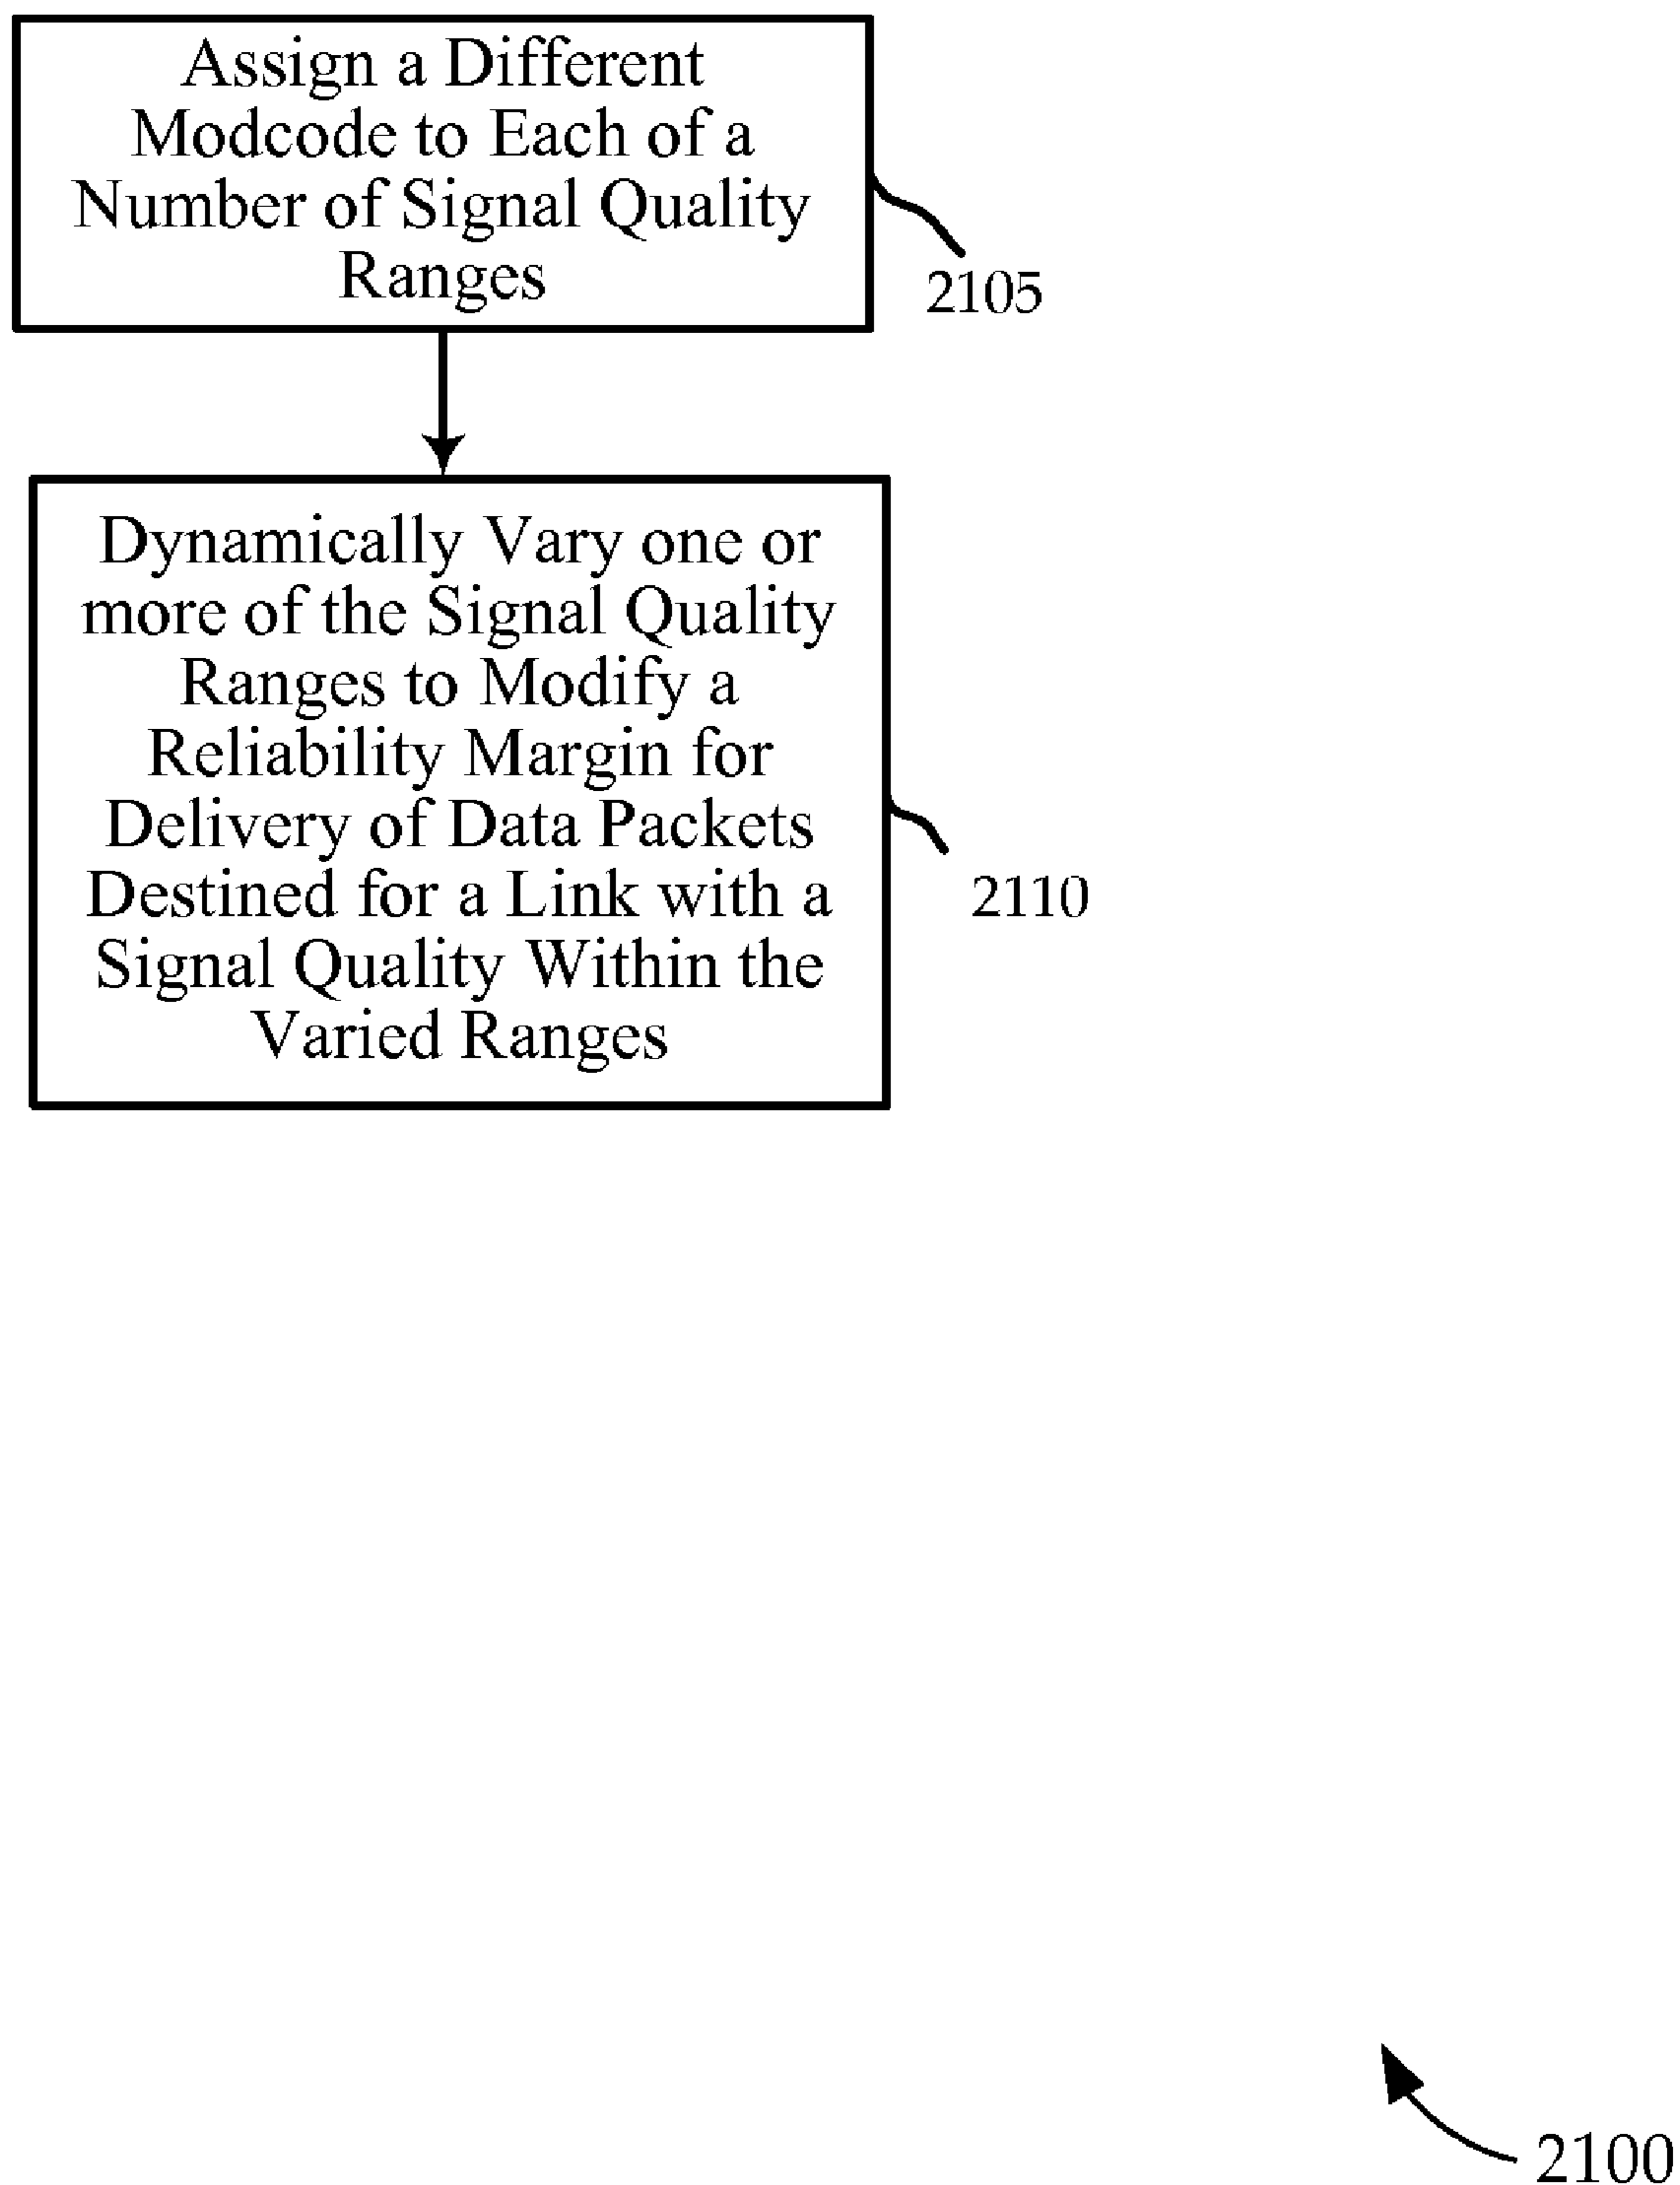 Assign a Different
Modcode to Each of a
Number of Signal Quality
Ranges
2105
Dynamically Vary one or
more of the Signal Quality
Ranges to Modify a
Reliability Margin for
Delivery of Data Packets
Destined for a Link with a
Signal Quality Within the
Varied Ranges
2110
2100